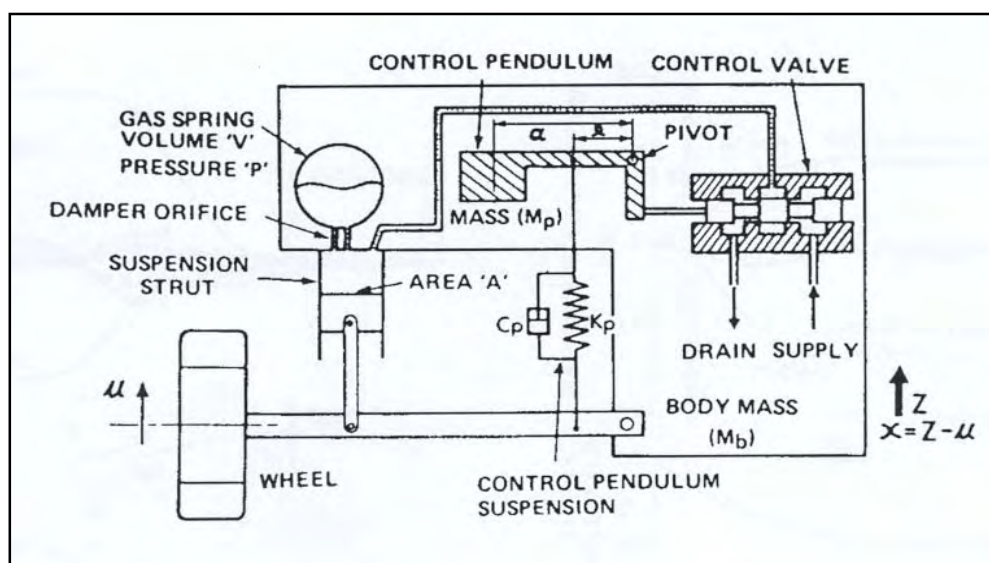 CONTROL PENDULUM
CONTROL VALVE
GAS SPRING
VOLUME 'V'
PRESSURE 'P'
a
PIVOT
DAMPER ORIFICE
MASS (Mp)
SUSPENSION
STRUT
AREA 'A'
Cp
Kp
DRAIN SUPPLY
μ
Z
x = Z - μ
BODY MASS
(Mb)
WHEEL
CONTROL PENDULUM
SUSPENSION